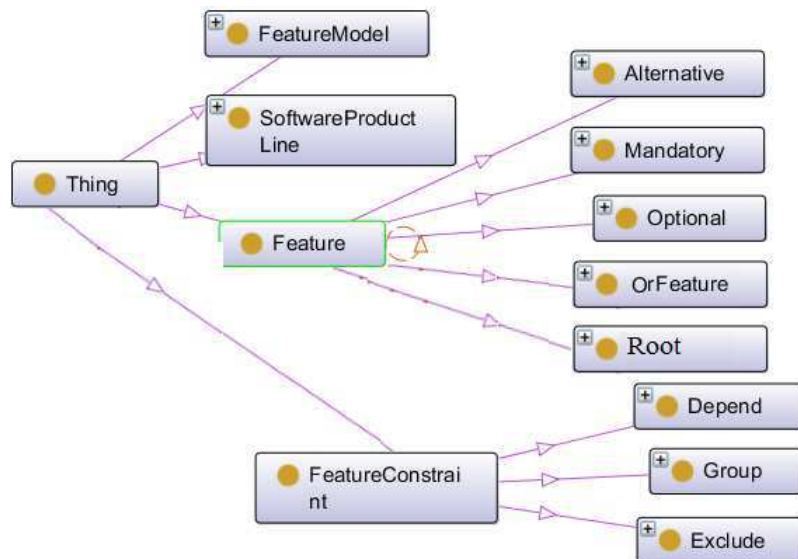 FeatureModel
SoftwareProduct
Line
Thing
Feature
Alternative
Mandatory
Optional
OrFeature
Root
FeatureConstrai
nt
Depend
Group
Exclude